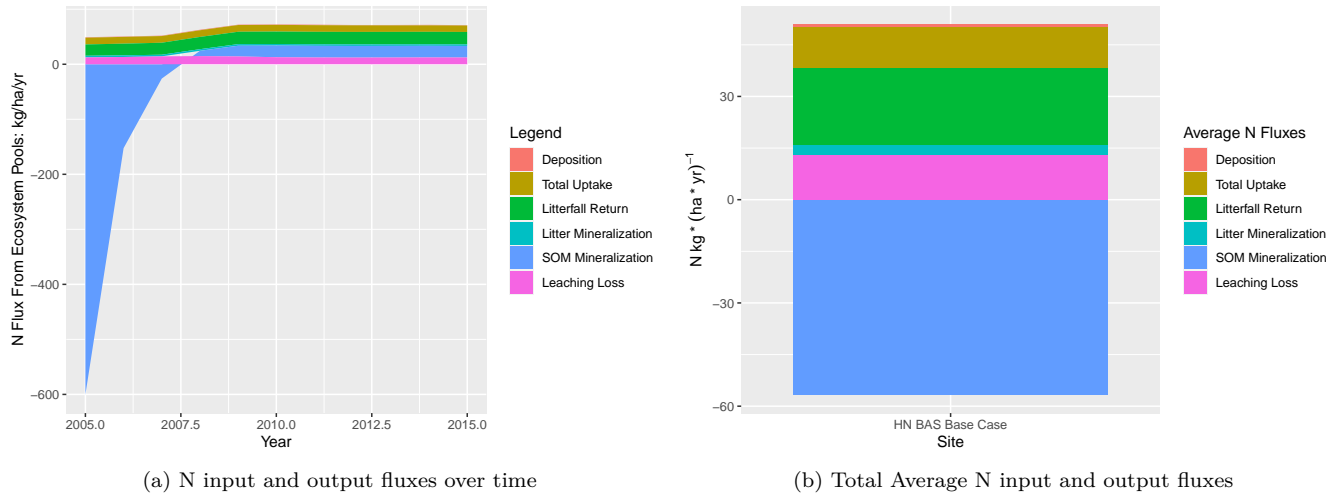 N Flux From Ecosystem Pools: kg/ha/yr
0
−200
−400
−600
2005.0
2007.5
2010.0
2012.5
2015.0
Year
Legend
Deposition
Total Uptake
Litterfall Return
Litter Mineralization
SOM Mineralization
Leaching Loss
(a) N input and output fluxes over time
N kg * (ha * yr)⁻¹
30
0
−30
−60
HN BAS Base Case
Site
Average N Fluxes
Deposition
Total Uptake
Litterfall Return
Litter Mineralization
SOM Mineralization
Leaching Loss
(b) Total Average N input and output fluxes